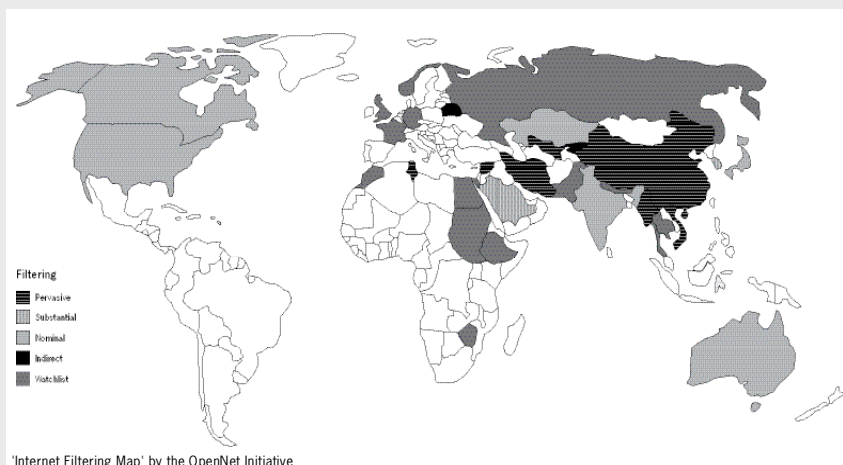 Filtering
Pervasive
Substantial
Nominal
Indirect
Watchlist
'Internet Filtering Map' by the OpenNet Initiative